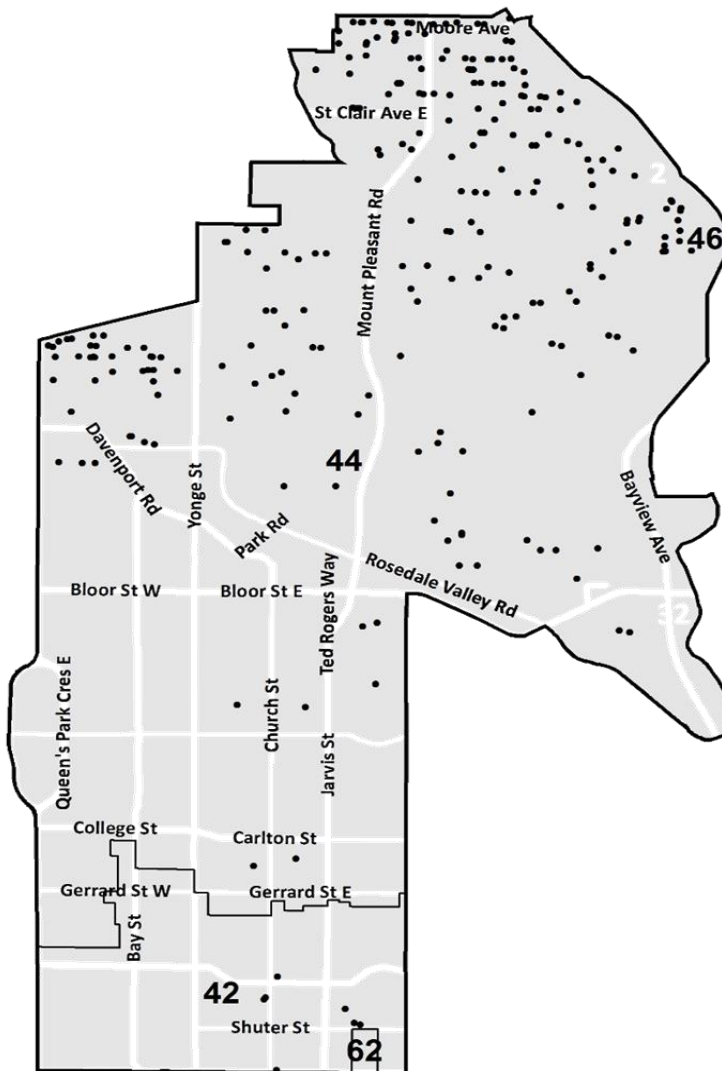 Moore Ave
St Clair Ave E
2
46
Mount Pleasant Rd
44
Davenport Rd
Yonge St
Park Rd
Bayview Ave
Rosedale Valley Rd
Bloor St W
Bloor St E
Ted Rogers Way
32
Queen's Park Cres E
Church St
Jarvis St
College St
Carlton St
Gerrard St W
Gerrard St E
Bay St
42
Shuter St
62